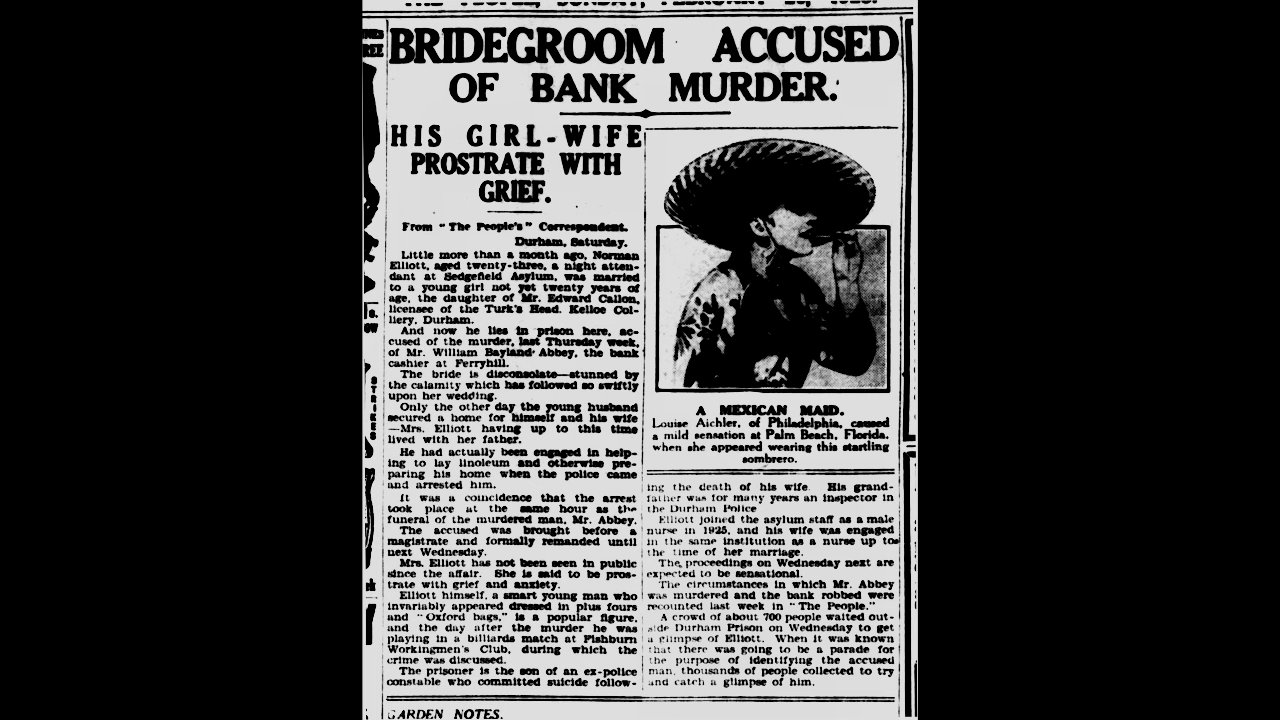 BRIDEGROOM ACCUSED
OF BANK MURDER.
HIS GIRL-WIFE
PROSTRATE WITH
GRIEF.
From "The People's" Correspondent.
Durham, Saturday.
Little more than a month ago, Norman
Elliott, aged twenty-three, a night atten-
dant at Sedgefield Asylum, was married
to a young girl not yet twenty years of
age, the daughter of Mr. Edward Callon,
licensee of the Turk's Head, Kelloe Col-
liery, Durham.
And now he lies in prison here, ac-
cused of the murder, last Thursday week,
of Mr. William Bayland Abbey, the bank
cashier at Ferryhill.
The bride is disconsolate—stunned by
the calamity which has followed so swiftly
upon her wedding.
Only the other day the young husband
secured a home for himself and his wife
—Mrs. Elliott having up to this time
lived with her father.
He had actually been engaged in help-
ing to lay linoleum and otherwise pre-
paring his home when the police came
and arrested him.
It was a coincidence that the arrest
took place at the same hour as the
funeral of the murdered man, Mr. Abbey.
The accused was brought before a
magistrate and formally remanded until
next Wednesday.
Mrs. Elliott has not been seen in public
since the affair. She is said to be pros-
trate with grief and anxiety.
Elliott himself, a smart young man who
invariably appeared dressed in plus fours
and "Oxford bags," is a popular figure,
and the day after the murder he was
playing in a billiards match at Fishburn
Workingmen's Club, during which the
crime was discussed.
The prisoner is the son of an ex-police
constable who committed suicide follow-
A MEXICAN MAID.
Louise Aichler, of Philadelphia, caused
a mild sensation at Palm Beach, Florida,
when she appeared wearing this startling
sombrero.
ing the death of his wife. His grand-
father was for many years an inspector in
the Durham Police
Elliott joined the asylum staff as a male
nurse in 1925, and his wife was engaged
in the same institution as a nurse up to
the time of her marriage.
The proceedings on Wednesday next are
expected to be sensational.
The circumstances in which Mr. Abbey
was murdered and the bank robbed were
recounted last week in "The People."
A crowd of about 700 people waited out-
side Durham Prison on Wednesday to get
a glimpse of Elliott. When it was known
that there was going to be a parade for
the purpose of identifying the accused
man, thousands of people collected to try
and catch a glimpse of him.
GARDEN NOTES.